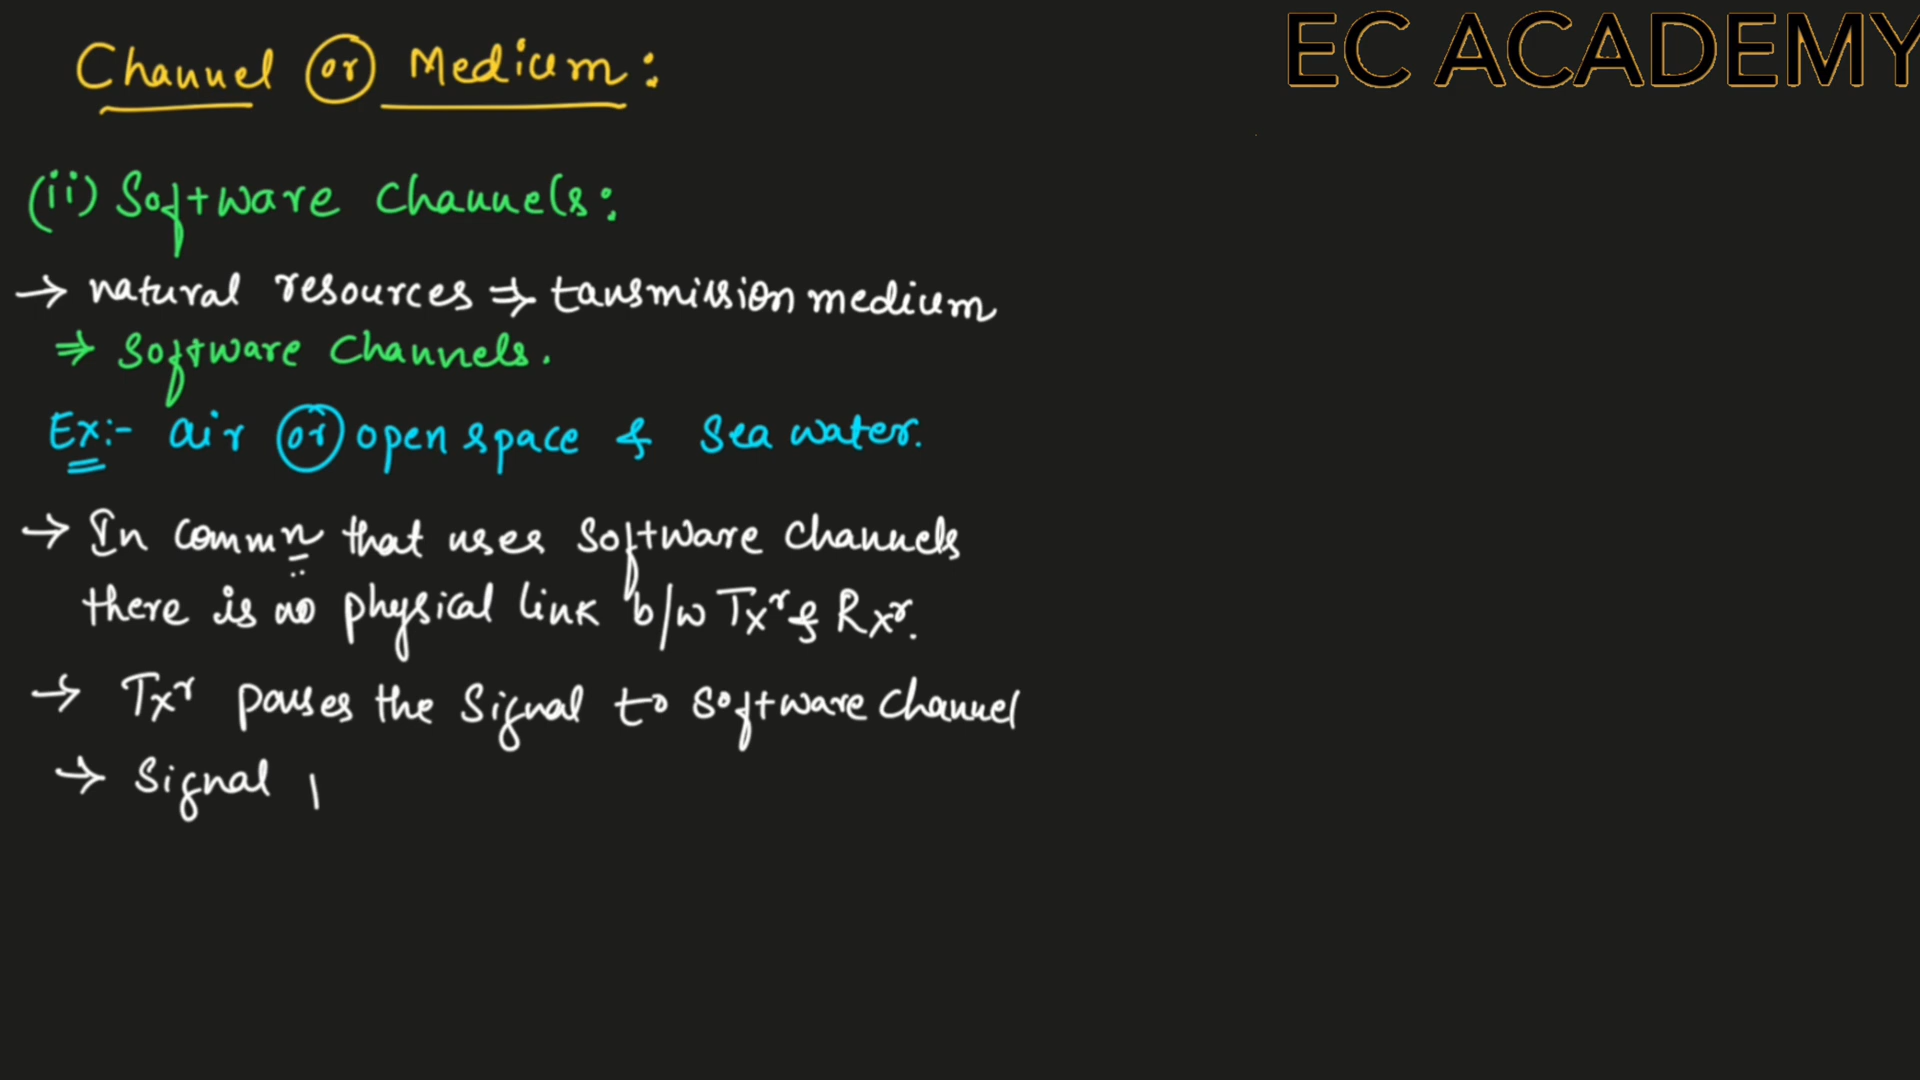 EC ACADEMY
Channel or Medium:
(ii) Software Channels:
→ natural resources ⇒ tansmission medium
⇒ Software Channels.
Ex:- air or open space & Sea water.
→ In commn that uses Software channels
there is no physical link b/w Txr & Rxr.
→ Txr passes the Signal to Software Channel
→ Signal